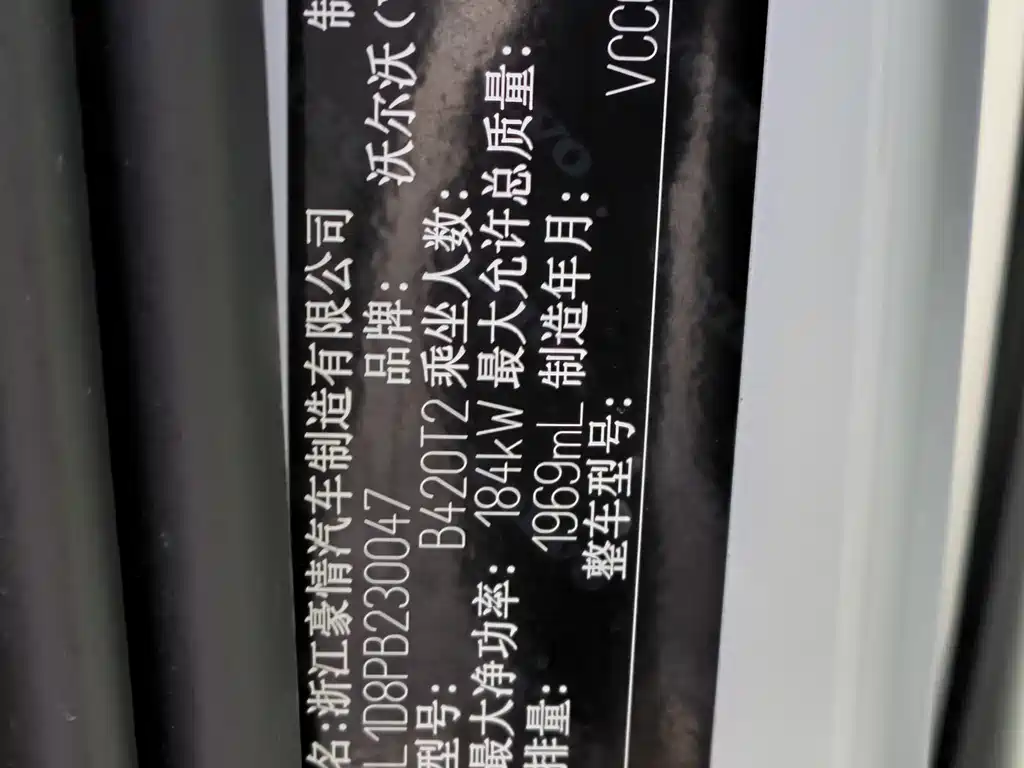 名:浙江豪情汽车制造有限公司 制
L1D8PB230047 品牌: 沃尔沃(
型号: B420T2 乘坐人数:
最大净功率: 184kW 最大允许总质量:
排量: 1969mL 制造年月:
整车型号: VCC